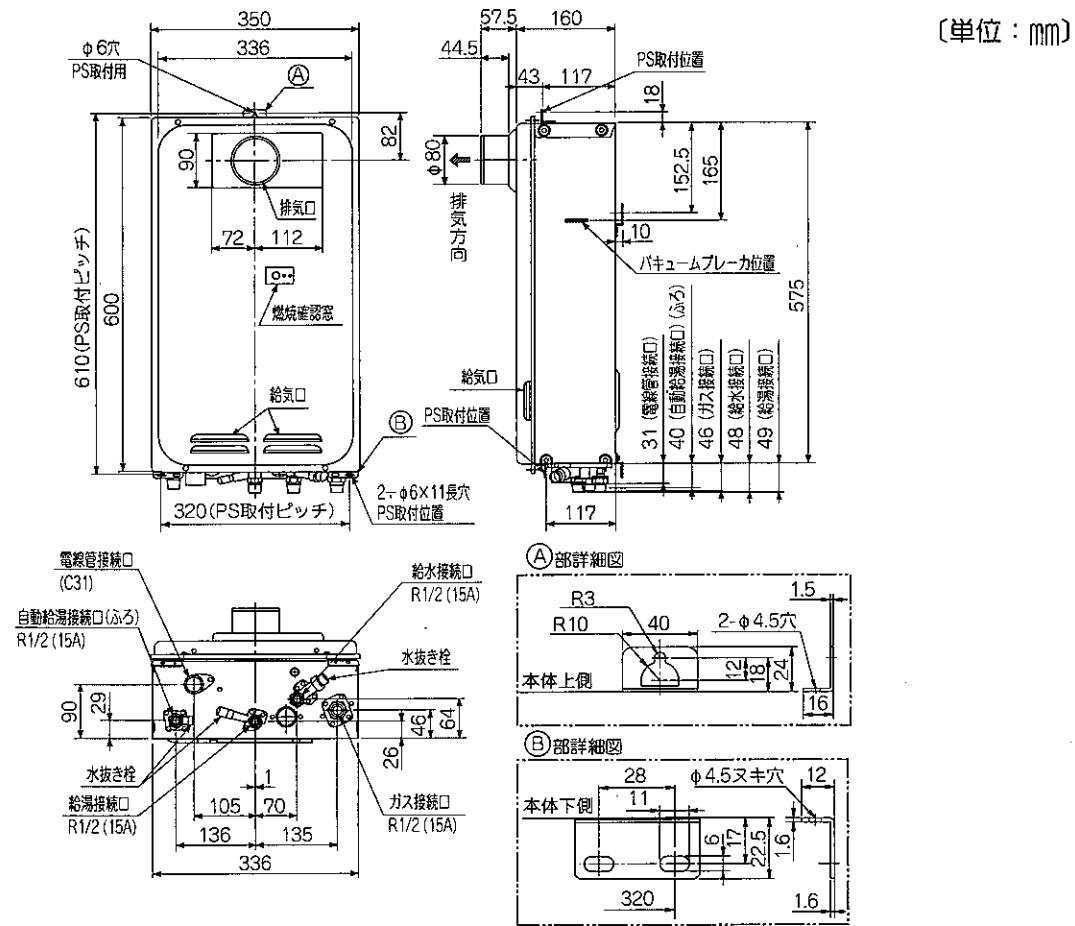 〔単位：mm〕
350
336
φ6穴
PS取付用
Ⓐ
82
90
排気口
72
112
燃焼確認窓
610(PS取付ピッチ)
600
給気口
Ⓑ
2-φ6×11長穴
PS取付位置
320(PS取付ピッチ)
57.5
160
44.5
43
117
PS取付位置
18
φ80
排気方向
152.5
165
10
バキュームブレーカ位置
575
給気口
PS取付位置
31 (電線管接続口)
40 (自動給湯接続口)(ふろ)
46 (ガス接続口)
48 (給水接続口)
49 (給湯接続口)
117
電線管接続口
(C31)
自動給湯接続口(ふろ)
R1/2 (15A)
給水接続口
R1/2 (15A)
水抜き栓
90
29
46
64
26
水抜き栓
給湯接続口
R1/2 (15A)
1
105
70
136
135
336
ガス接続口
R1/2 (15A)
Ⓐ部詳細図
R3
R10
40
2-φ4.5穴
1.5
12
18
24
本体上側
16
Ⓑ部詳細図
28
11
φ4.5ヌキ穴
12
本体下側
6
17
22.5
1.6
320
1.6